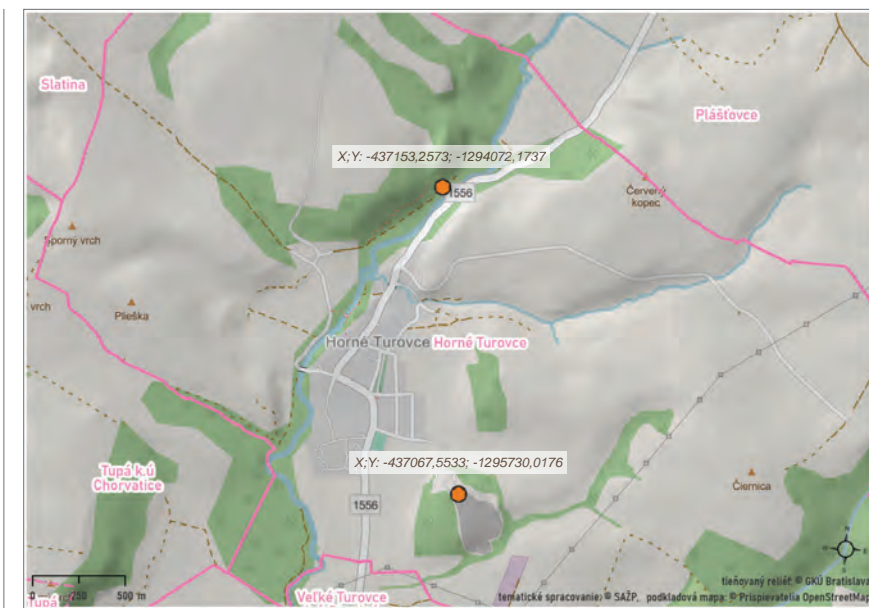 Slatina
Plášťovce
X;Y: -437153,2573; -1294072,1737
1556
Červený
kopec
Sporný vrch
vrch
Plieška
Horné Turovce Horné Turovce
X;Y: -437067,5533; -1295730,0176
Tupá k.ú
Chorvatice
Čiernica
1556
N
W E
S
0 250 500 m
tieňovaný reliéf: © GKÚ Bratislava
Tupá
Veľké Turovce
tématické spracovanie: © SAŽP, podkladová mapa: © Prispievatelia OpenStreetMap